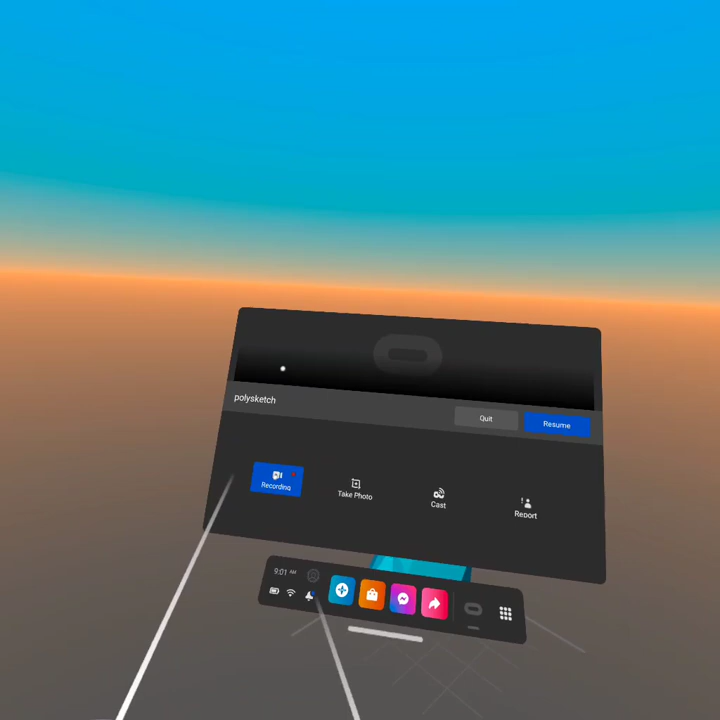 polysketch
Quit
Resume
Recording
Take Photo
Cast
Report
9:01 AM